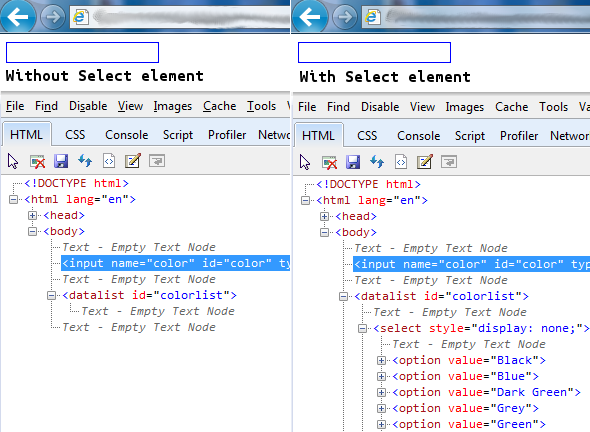 Without Select element
File Find Disable View Images Cache Tools
HTML CSS Console Script Profiler Netwo
<!DOCTYPE html>
<html lang="en">
<head>
<body>
Text - Empty Text Node
<input name="color" id="color" ty
Text - Empty Text Node
<datalist id="colorlist">
Text - Empty Text Node
Text - Empty Text Node
With Select element
File Find Disable View Images Cache Tools Va
HTML CSS Console Script Profiler Network
<!DOCTYPE html>
<html lang="en">
<head>
<body>
Text - Empty Text Node
<input name="color" id="color" typ
Text - Empty Text Node
<datalist id="colorlist">
Text - Empty Text Node
<select style="display: none;">
Text - Empty Text Node
<option value="Black">
<option value="Blue">
<option value="Dark Green">
<option value="Grey">
<option value="Green">